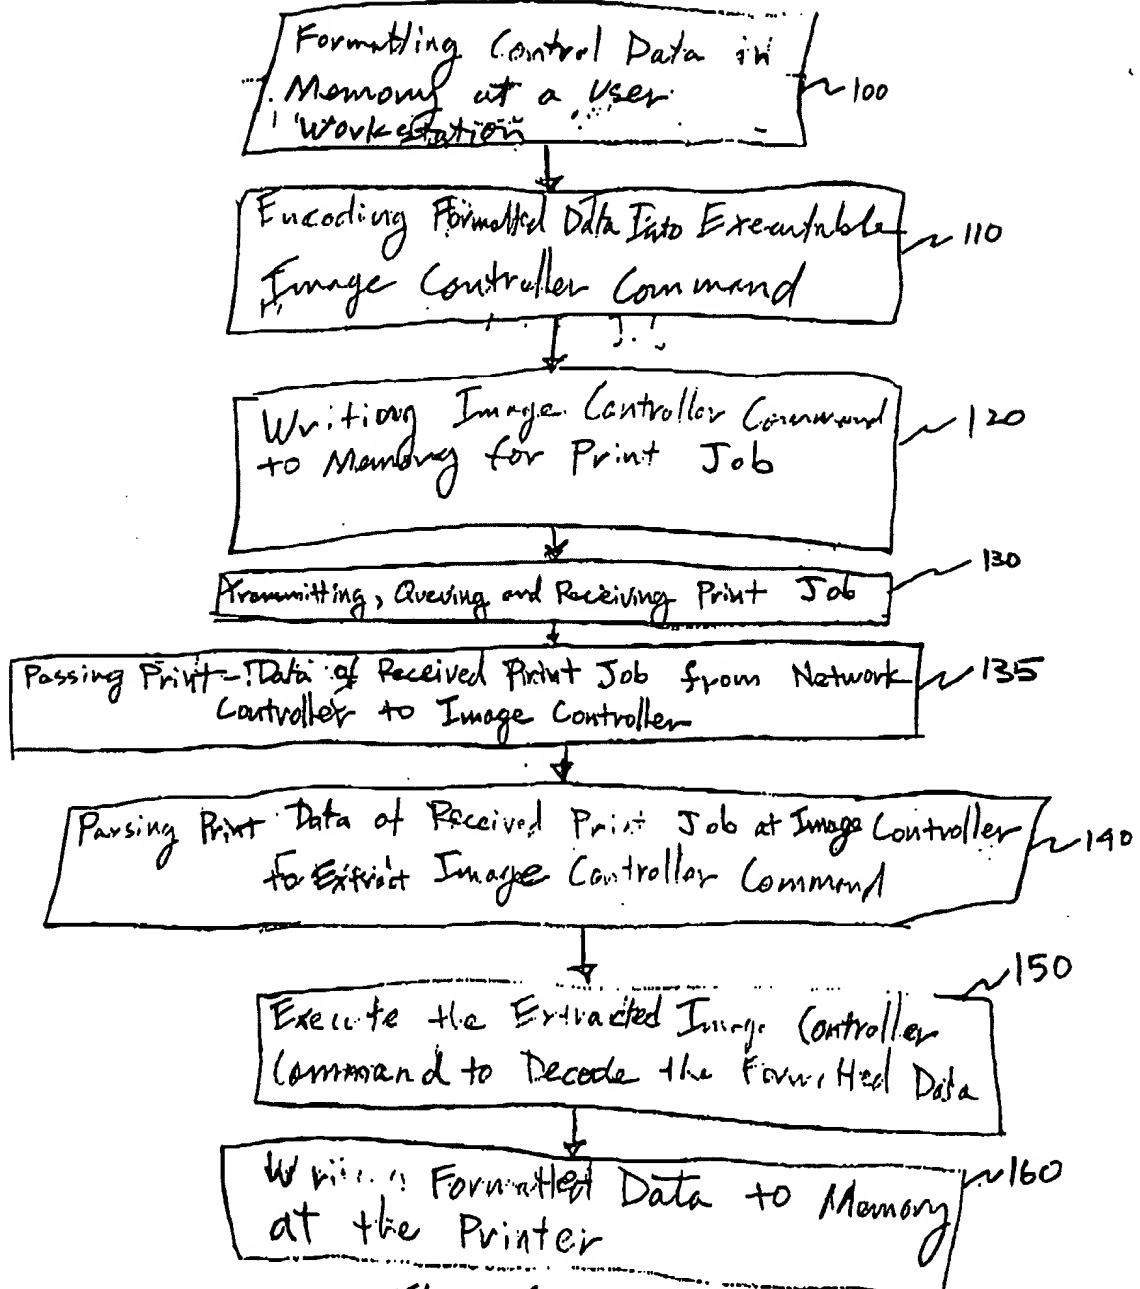 Formatting Control Data in
Memory at a User
Workstation
100
Encoding Formatted Data Into Executable
Image Controller Command
110
Writing Image Controller Command
to Memory for Print Job
120
Transmitting, Queuing and Receiving Print Job
130
Passing Print Data of Received Print Job from Network
Controller to Image Controller
135
Parsing Print Data of Received Print Job at Image Controller
to Extract Image Controller Command
140
Execute the Extracted Image Controller
Command to Decode the Formatted Data
150
Writing Formatted Data to Memory
at the Printer
160